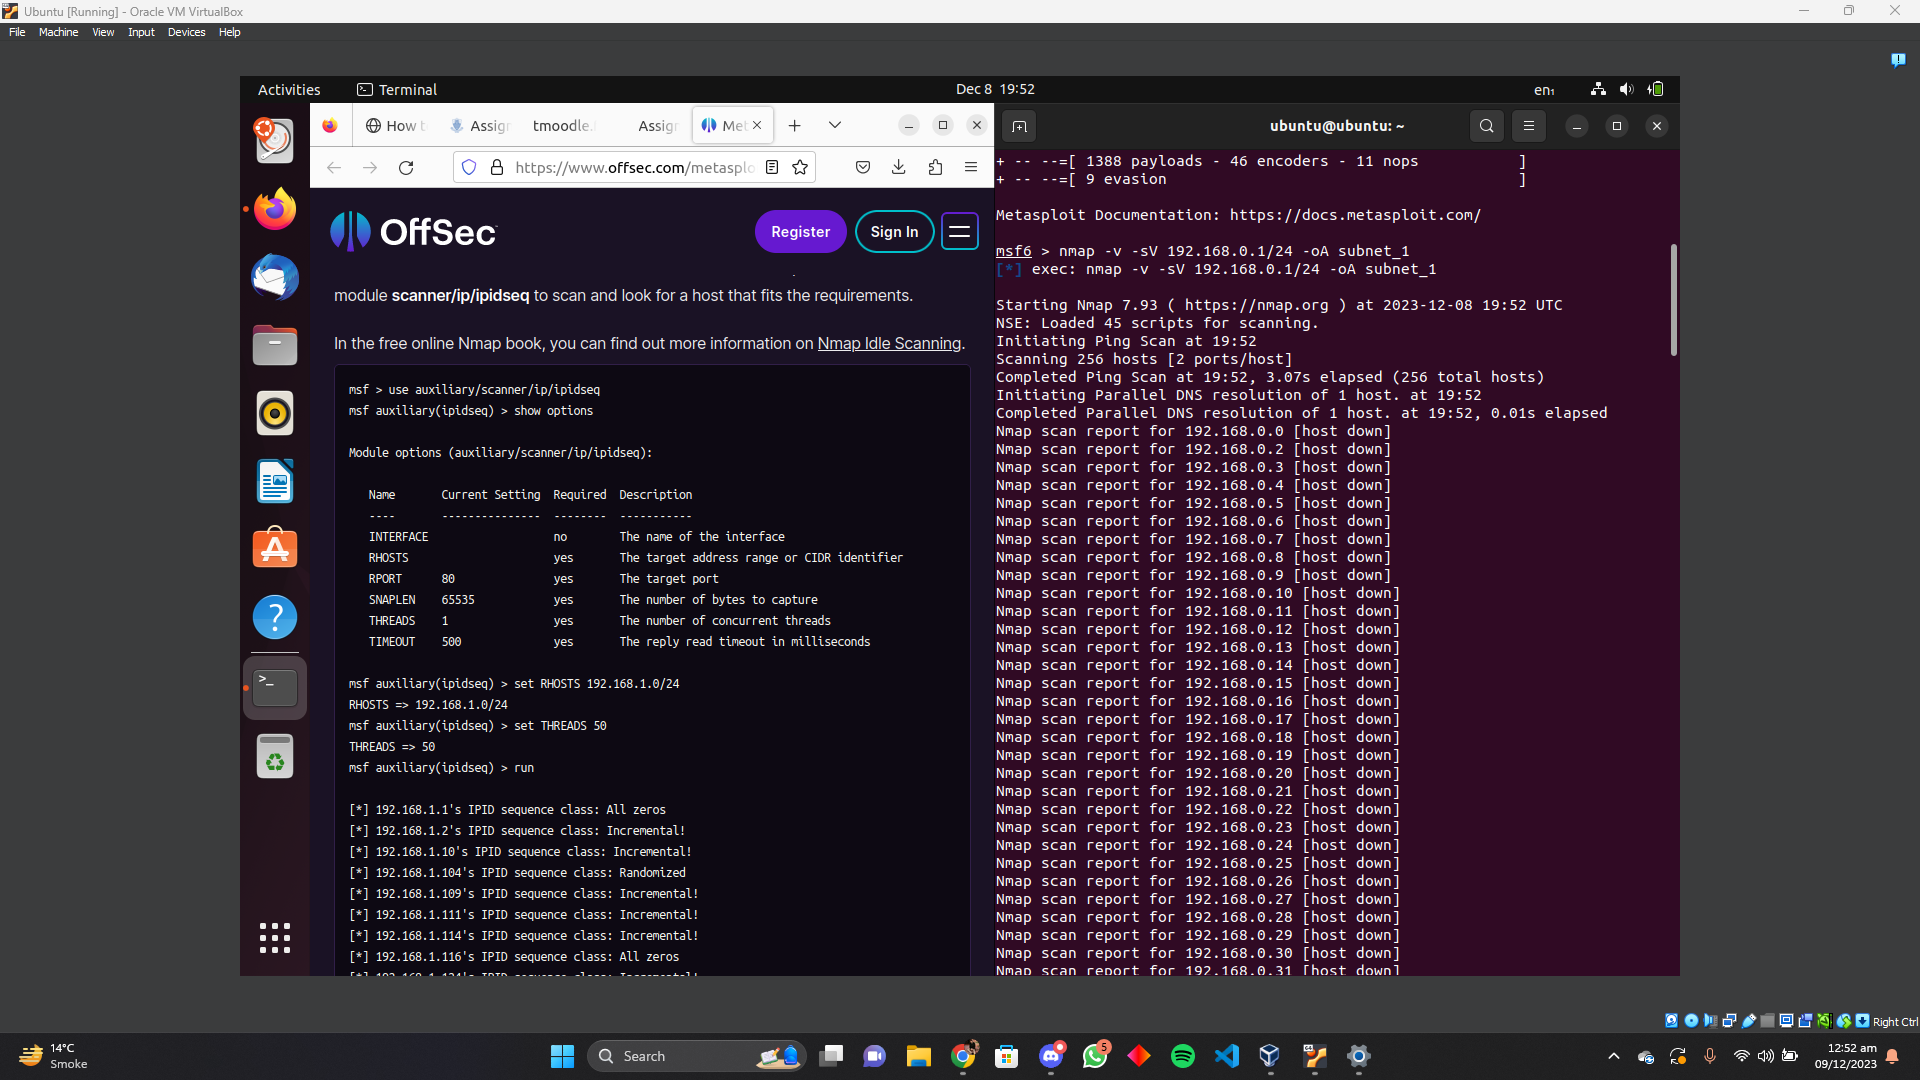 Ubuntu [Running] - Oracle VM VirtualBox
File Machine View Input Devices Help
Activities Terminal Dec 8 19:52 en1
How Assign tmoodle. Assign Met
https://www.offsec.com/metasplo
OffSec
Register Sign In
module scanner/ip/ipidseq to scan and look for a host that fits the requirements.
In the free online Nmap book, you can find out more information on Nmap Idle Scanning.
msf > use auxiliary/scanner/ip/ipidseq
msf auxiliary(ipidseq) > show options
Module options (auxiliary/scanner/ip/ipidseq):
Name Current Setting Required Description
---- --------------- -------- -----------
INTERFACE no The name of the interface
RHOSTS yes The target address range or CIDR identifier
RPORT 80 yes The target port
SNAPLEN 65535 yes The number of bytes to capture
THREADS 1 yes The number of concurrent threads
TIMEOUT 500 yes The reply read timeout in milliseconds
msf auxiliary(ipidseq) > set RHOSTS 192.168.1.0/24
RHOSTS => 192.168.1.0/24
msf auxiliary(ipidseq) > set THREADS 50
THREADS => 50
msf auxiliary(ipidseq) > run
[*] 192.168.1.1's IPID sequence class: All zeros
[*] 192.168.1.2's IPID sequence class: Incremental!
[*] 192.168.1.10's IPID sequence class: Incremental!
[*] 192.168.1.104's IPID sequence class: Randomized
[*] 192.168.1.109's IPID sequence class: Incremental!
[*] 192.168.1.111's IPID sequence class: Incremental!
[*] 192.168.1.114's IPID sequence class: Incremental!
[*] 192.168.1.116's IPID sequence class: All zeros
ubuntu@ubuntu: ~
+ -- --=[ 1388 payloads - 46 encoders - 11 nops ]
+ -- --=[ 9 evasion ]
Metasploit Documentation: https://docs.metasploit.com/
msf6 > nmap -v -sV 192.168.0.1/24 -oA subnet_1
[*] exec: nmap -v -sV 192.168.0.1/24 -oA subnet_1
Starting Nmap 7.93 ( https://nmap.org ) at 2023-12-08 19:52 UTC
NSE: Loaded 45 scripts for scanning.
Initiating Ping Scan at 19:52
Scanning 256 hosts [2 ports/host]
Completed Ping Scan at 19:52, 3.07s elapsed (256 total hosts)
Initiating Parallel DNS resolution of 1 host. at 19:52
Completed Parallel DNS resolution of 1 host. at 19:52, 0.01s elapsed
Nmap scan report for 192.168.0.0 [host down]
Nmap scan report for 192.168.0.2 [host down]
Nmap scan report for 192.168.0.3 [host down]
Nmap scan report for 192.168.0.4 [host down]
Nmap scan report for 192.168.0.5 [host down]
Nmap scan report for 192.168.0.6 [host down]
Nmap scan report for 192.168.0.7 [host down]
Nmap scan report for 192.168.0.8 [host down]
Nmap scan report for 192.168.0.9 [host down]
Nmap scan report for 192.168.0.10 [host down]
Nmap scan report for 192.168.0.11 [host down]
Nmap scan report for 192.168.0.12 [host down]
Nmap scan report for 192.168.0.13 [host down]
Nmap scan report for 192.168.0.14 [host down]
Nmap scan report for 192.168.0.15 [host down]
Nmap scan report for 192.168.0.16 [host down]
Nmap scan report for 192.168.0.17 [host down]
Nmap scan report for 192.168.0.18 [host down]
Nmap scan report for 192.168.0.19 [host down]
Nmap scan report for 192.168.0.20 [host down]
Nmap scan report for 192.168.0.21 [host down]
Nmap scan report for 192.168.0.22 [host down]
Nmap scan report for 192.168.0.23 [host down]
Nmap scan report for 192.168.0.24 [host down]
Nmap scan report for 192.168.0.25 [host down]
Nmap scan report for 192.168.0.26 [host down]
Nmap scan report for 192.168.0.27 [host down]
Nmap scan report for 192.168.0.28 [host down]
Nmap scan report for 192.168.0.29 [host down]
Nmap scan report for 192.168.0.30 [host down]
Nmap scan report for 192.168.0.31 [host down]
Right Ctrl
14°C
Smoke
Search
5
12:52 am
09/12/2023